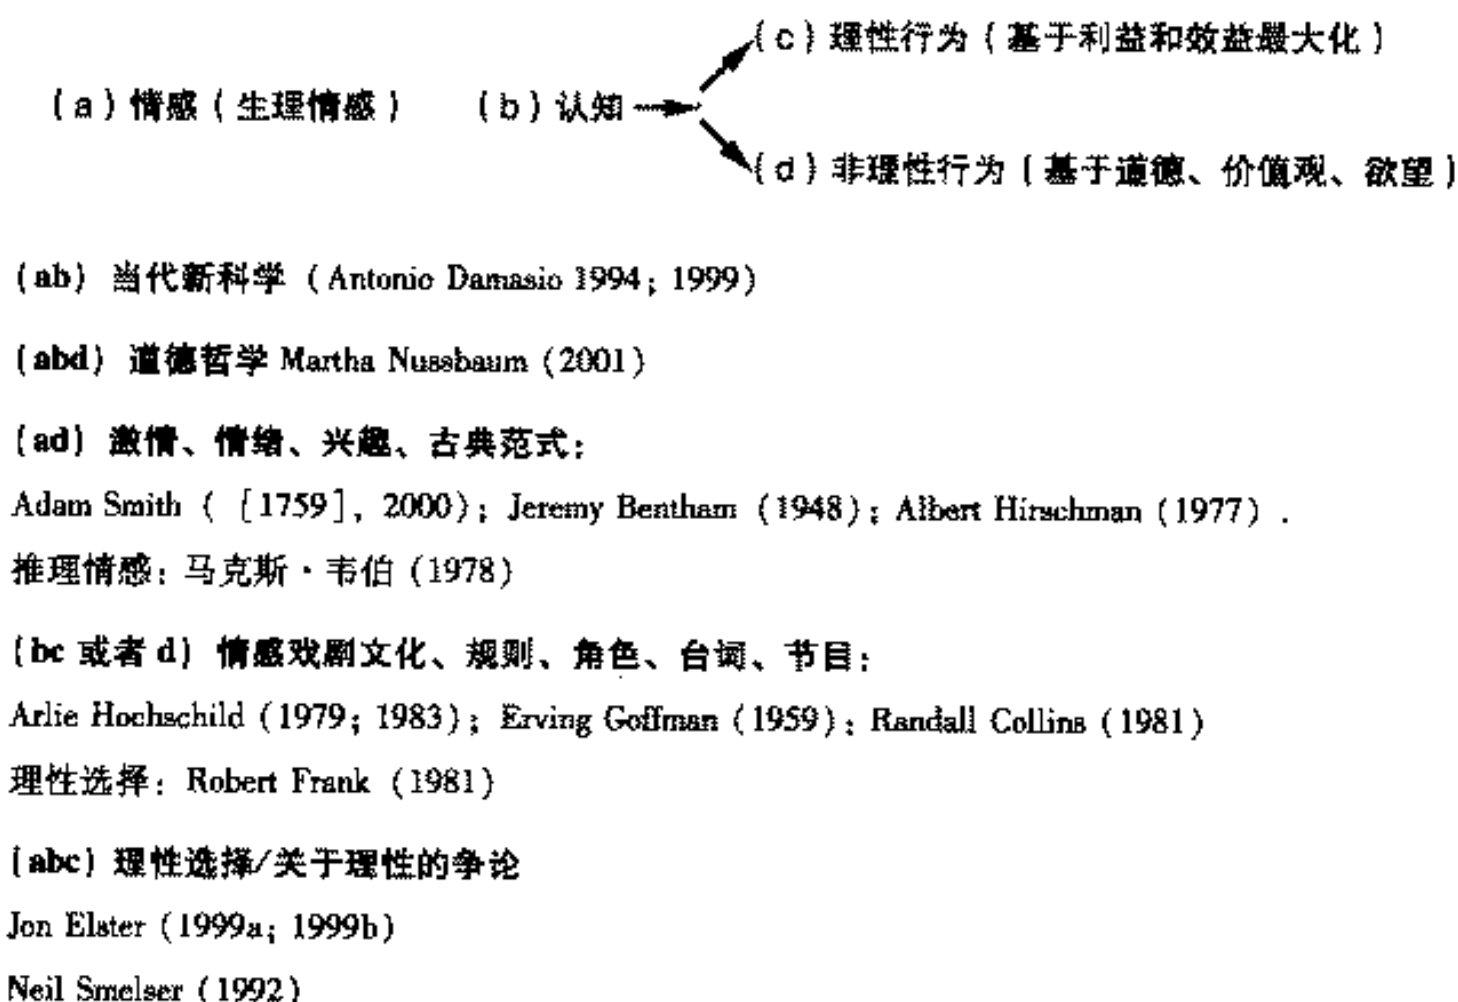 (c) 理性行为 (基于利益和效益最大化)
(a) 情感 (生理情感) (b) 认知
(d) 非理性行为 (基于道德、价值观、欲望)
(ab) 当代新科学 (Antonio Damasio 1994; 1999)
(abd) 道德哲学 Martha Nussbaum (2001)
(ad) 激情、情绪、兴趣、古典范式:
Adam Smith ( [1759], 2000); Jeremy Bentham (1948); Albert Hirschman (1977) .
推理情感: 马克斯·韦伯 (1978)
(bc 或者 d) 情感戏剧文化、规则、角色、台词、节目:
Arlie Hochschild (1979; 1983); Erving Goffman (1959); Randall Collins (1981)
理性选择: Robert Frank (1981)
(abc) 理性选择/关于理性的争论
Jon Elster (1999a; 1999b)
Neil Smelser (1992)